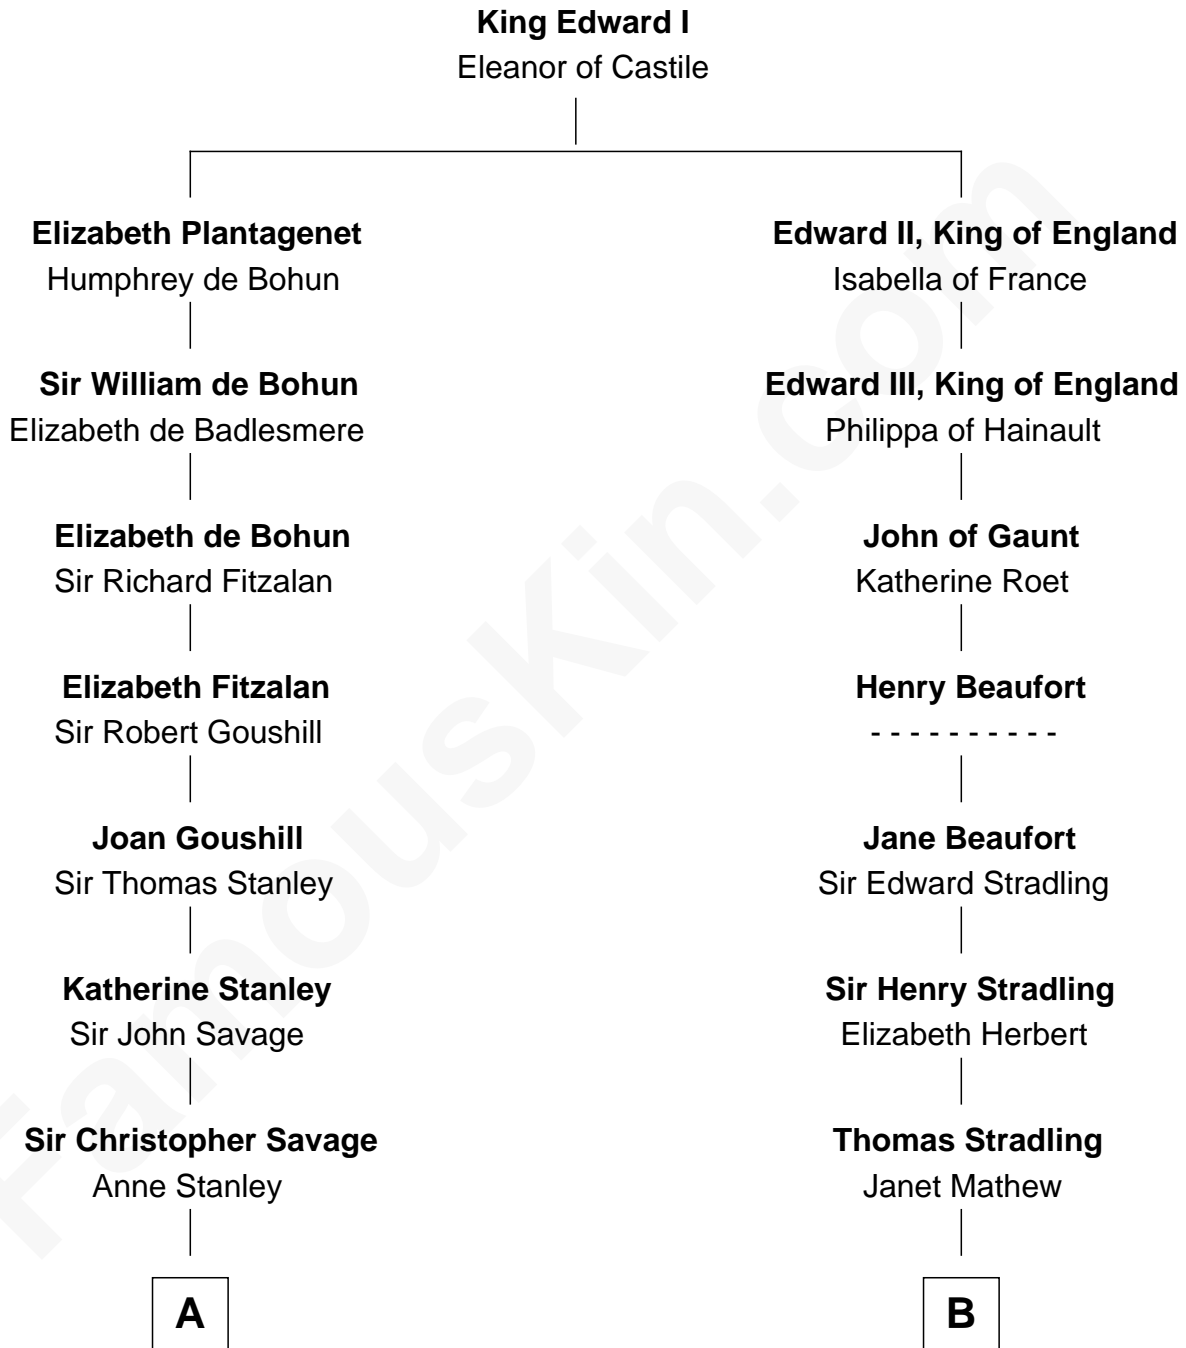 King Edward I
Eleanor of Castile
Elizabeth Plantagenet
Humphrey de Bohun
Edward II, King of England
Isabella of France
Sir William de Bohun
Elizabeth de Badlesmere
Edward III, King of England
Philippa of Hainault
Elizabeth de Bohun
Sir Richard Fitzalan
John of Gaunt
Katherine Roet
Elizabeth Fitzalan
Sir Robert Goushill
Henry Beaufort
- - - - - - - - - -
Joan Goushill
Sir Thomas Stanley
Jane Beaufort
Sir Edward Stradling
Katherine Stanley
Sir John Savage
Sir Henry Stradling
Elizabeth Herbert
Sir Christopher Savage
Anne Stanley
Thomas Stradling
Janet Mathew
A
B
FamousKin.com